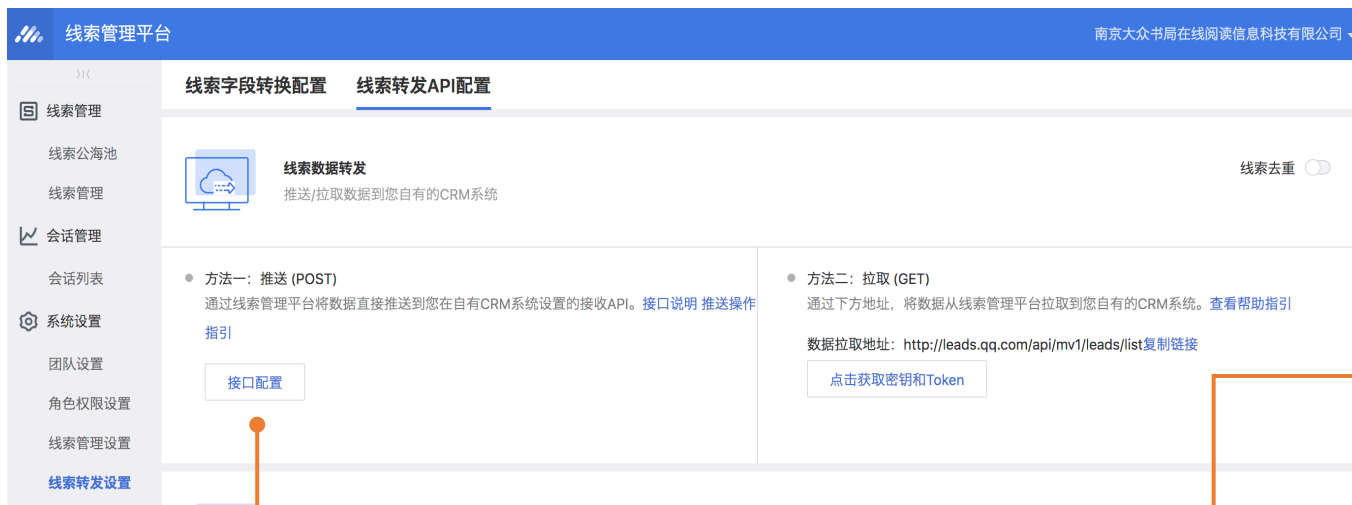 线索管理平台
南京大众书局在线阅读信息科技有限公司
线索字段转换配置 线索转发API配置
线索管理
线索公海池
线索管理
会话管理
会话列表
系统设置
团队设置
角色权限设置
线索管理设置
线索转发设置
线索数据转发
推送/拉取数据到您自有的CRM系统
线索去重
方法一：推送 (POST)
通过线索管理平台将数据直接推送到您在自有CRM系统设置的接收API。接口说明 推送操作
指引
接口配置
方法二：拉取 (GET)
通过下方地址，将数据从线索管理平台拉取到您自有的CRM系统。查看帮助指引
数据拉取地址：http://leads.qq.com/api/mv1/leads/list复制链接
点击获取密钥和Token